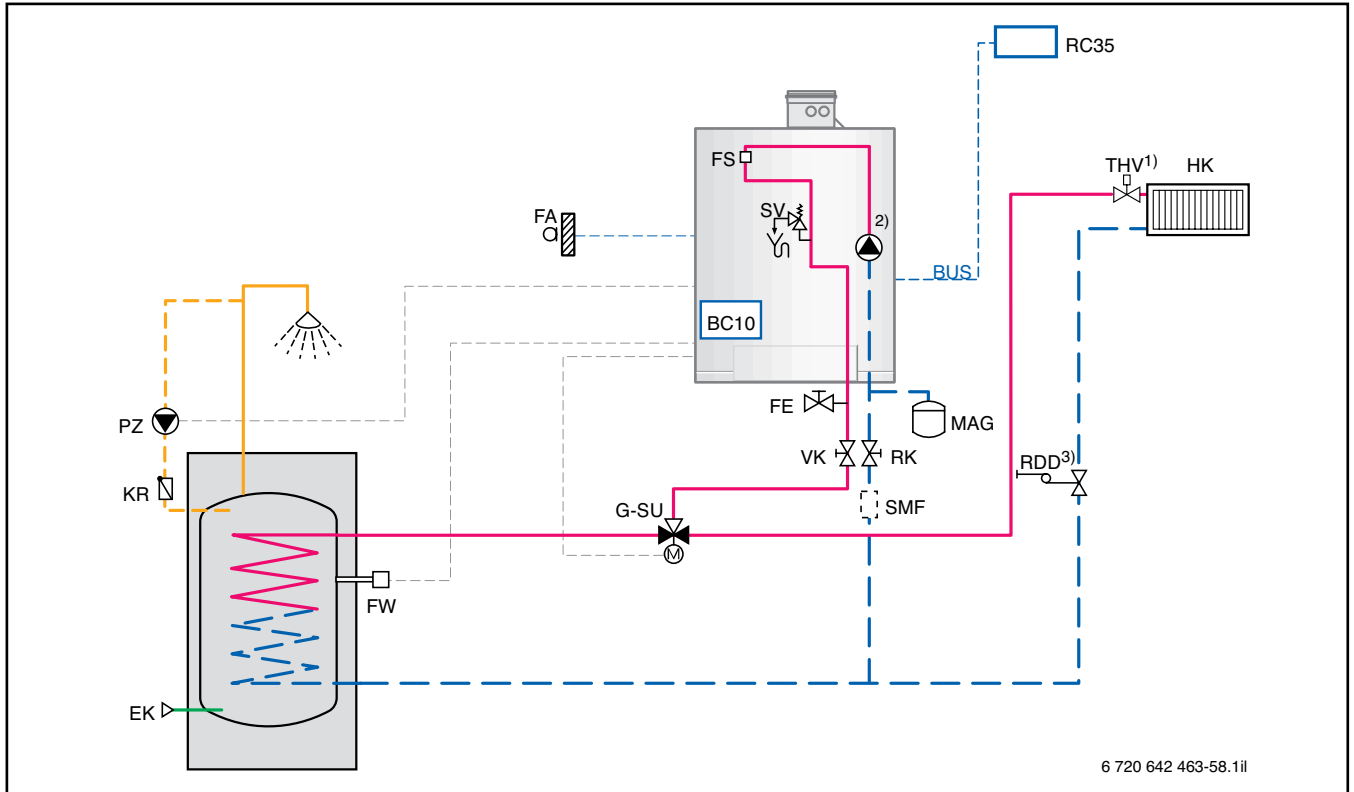 RC35
THV1) HK
FS
FA
SV
2)
BUS
BC10
PZ
FE
MAG
VK
RK
RDD3)
KR
G-SU
SMF
M
FW
EK
6 720 642 463-58.1il